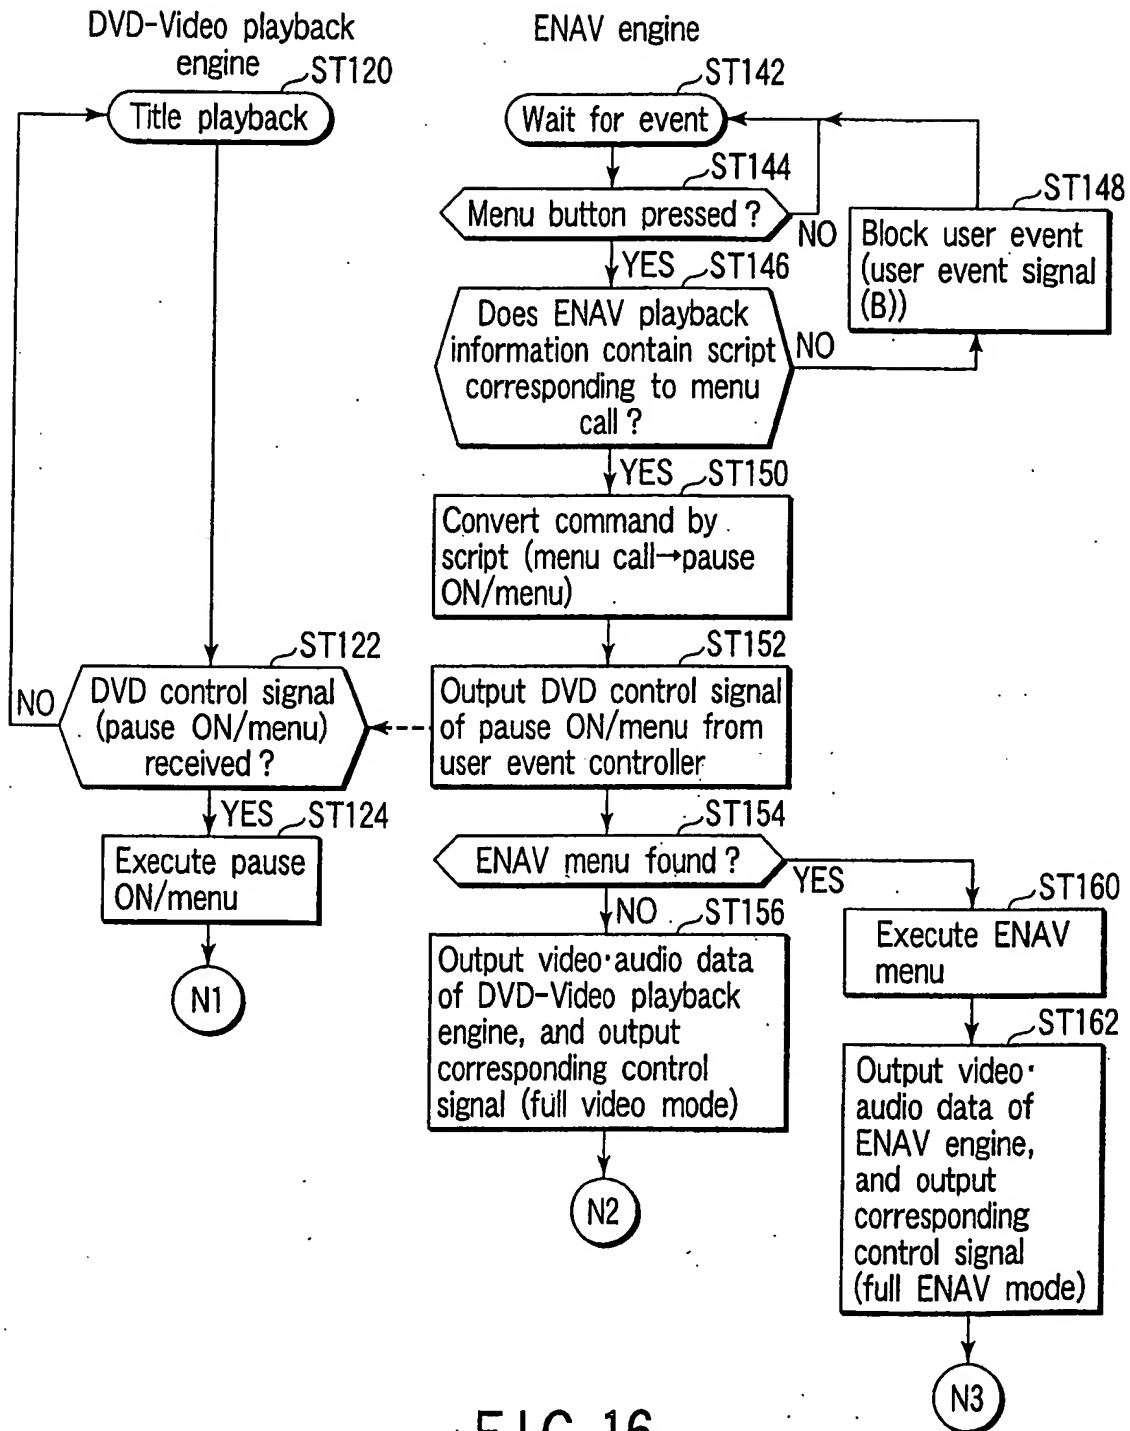 DVD-Video playback
engine
ST120
Title playback
ENAV engine
ST142
Wait for event
ST144
Menu button pressed?
NO
ST148
Block user event
(user event signal
(B))
YES
ST146
Does ENAV playback
information contain script
corresponding to menu
call?
NO
YES
ST150
Convert command by
script (menu call→pause
ON/menu)
ST122
DVD control signal
(pause ON/menu)
received?
NO
ST152
Output DVD control signal
of pause ON/menu from
user event controller
YES
ST124
Execute pause
ON/menu
N1
ST154
ENAV menu found?
YES
NO
ST156
Output video·audio data
of DVD-Video playback
engine, and output
corresponding control
signal (full video mode)
N2
ST160
Execute ENAV
menu
ST162
Output video·
audio data of
ENAV engine,
and output
corresponding
control signal
(full ENAV mode)
N3
FIG. 16